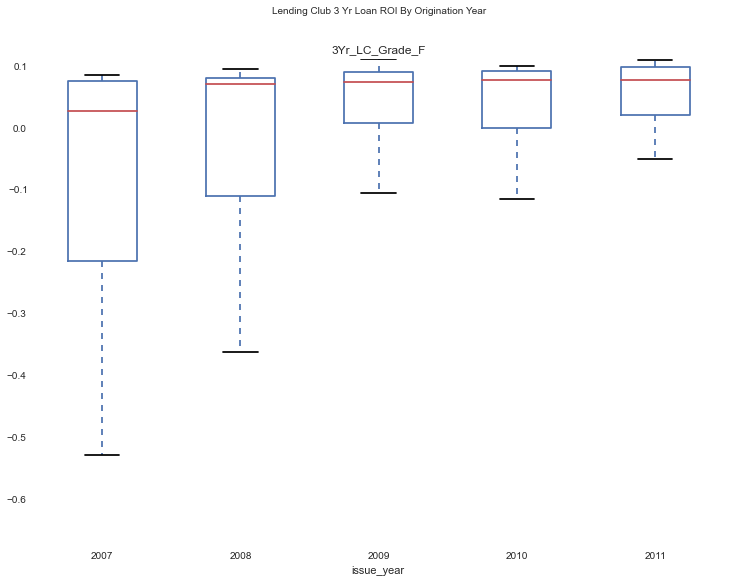 Lending Club 3 Yr Loan ROI By Origination Year
3Yr_LC_Grade_F
0.1
0.0
−0.1
−0.2
−0.3
−0.4
−0.5
−0.6
2007 2008 2009 2010 2011
issue_year